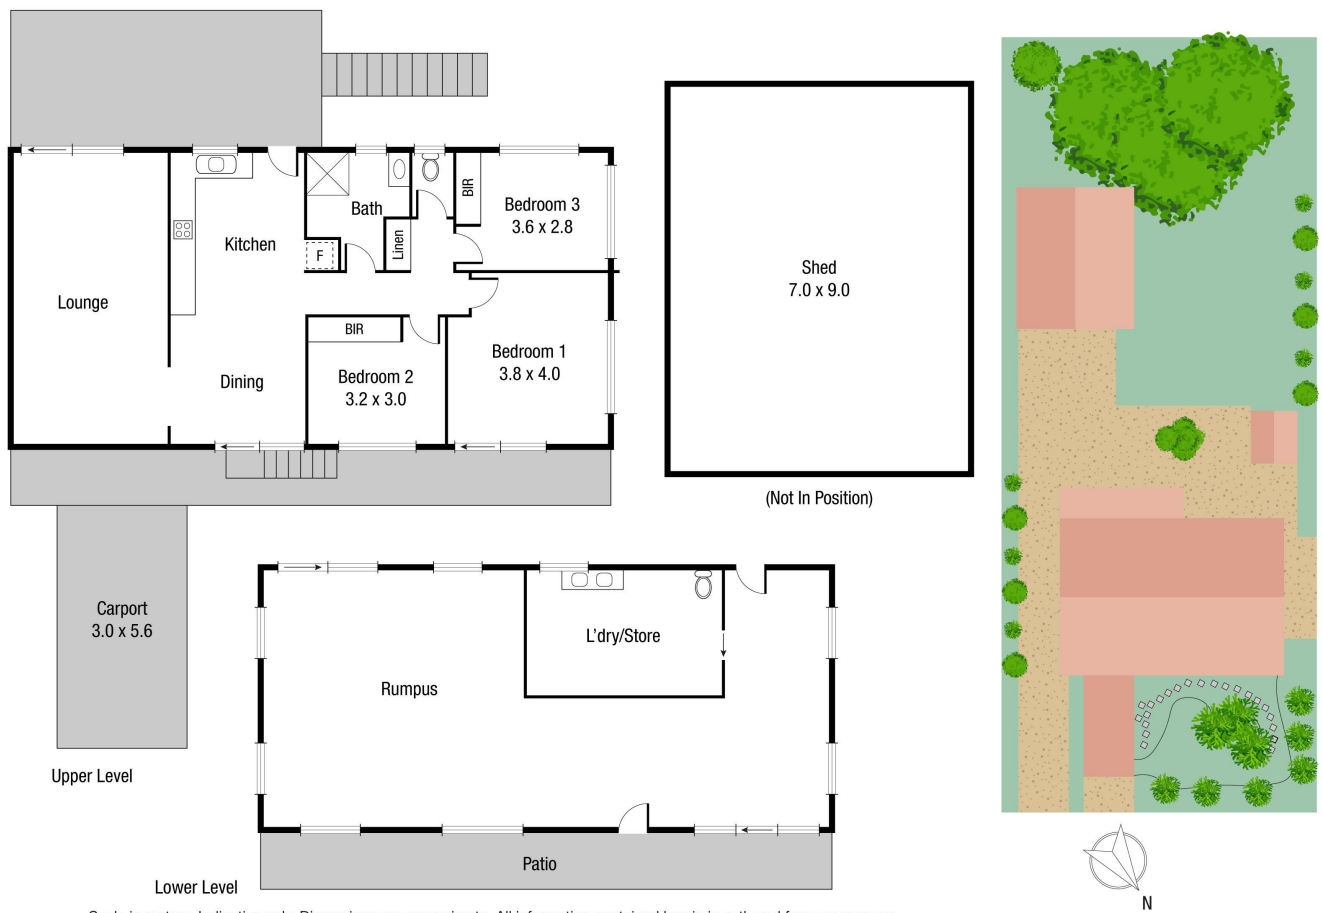 Lounge
Kitchen
Dining
F
Bath
Linen
BIR
Bedroom 3
3.6 x 2.8
BIR
Bedroom 2
3.2 x 3.0
Bedroom 1
3.8 x 4.0
Carport
3.0 x 5.6
Upper Level
Shed
7.0 x 9.0
(Not In Position)
Rumpus
L'dry/Store
Patio
Lower Level
N